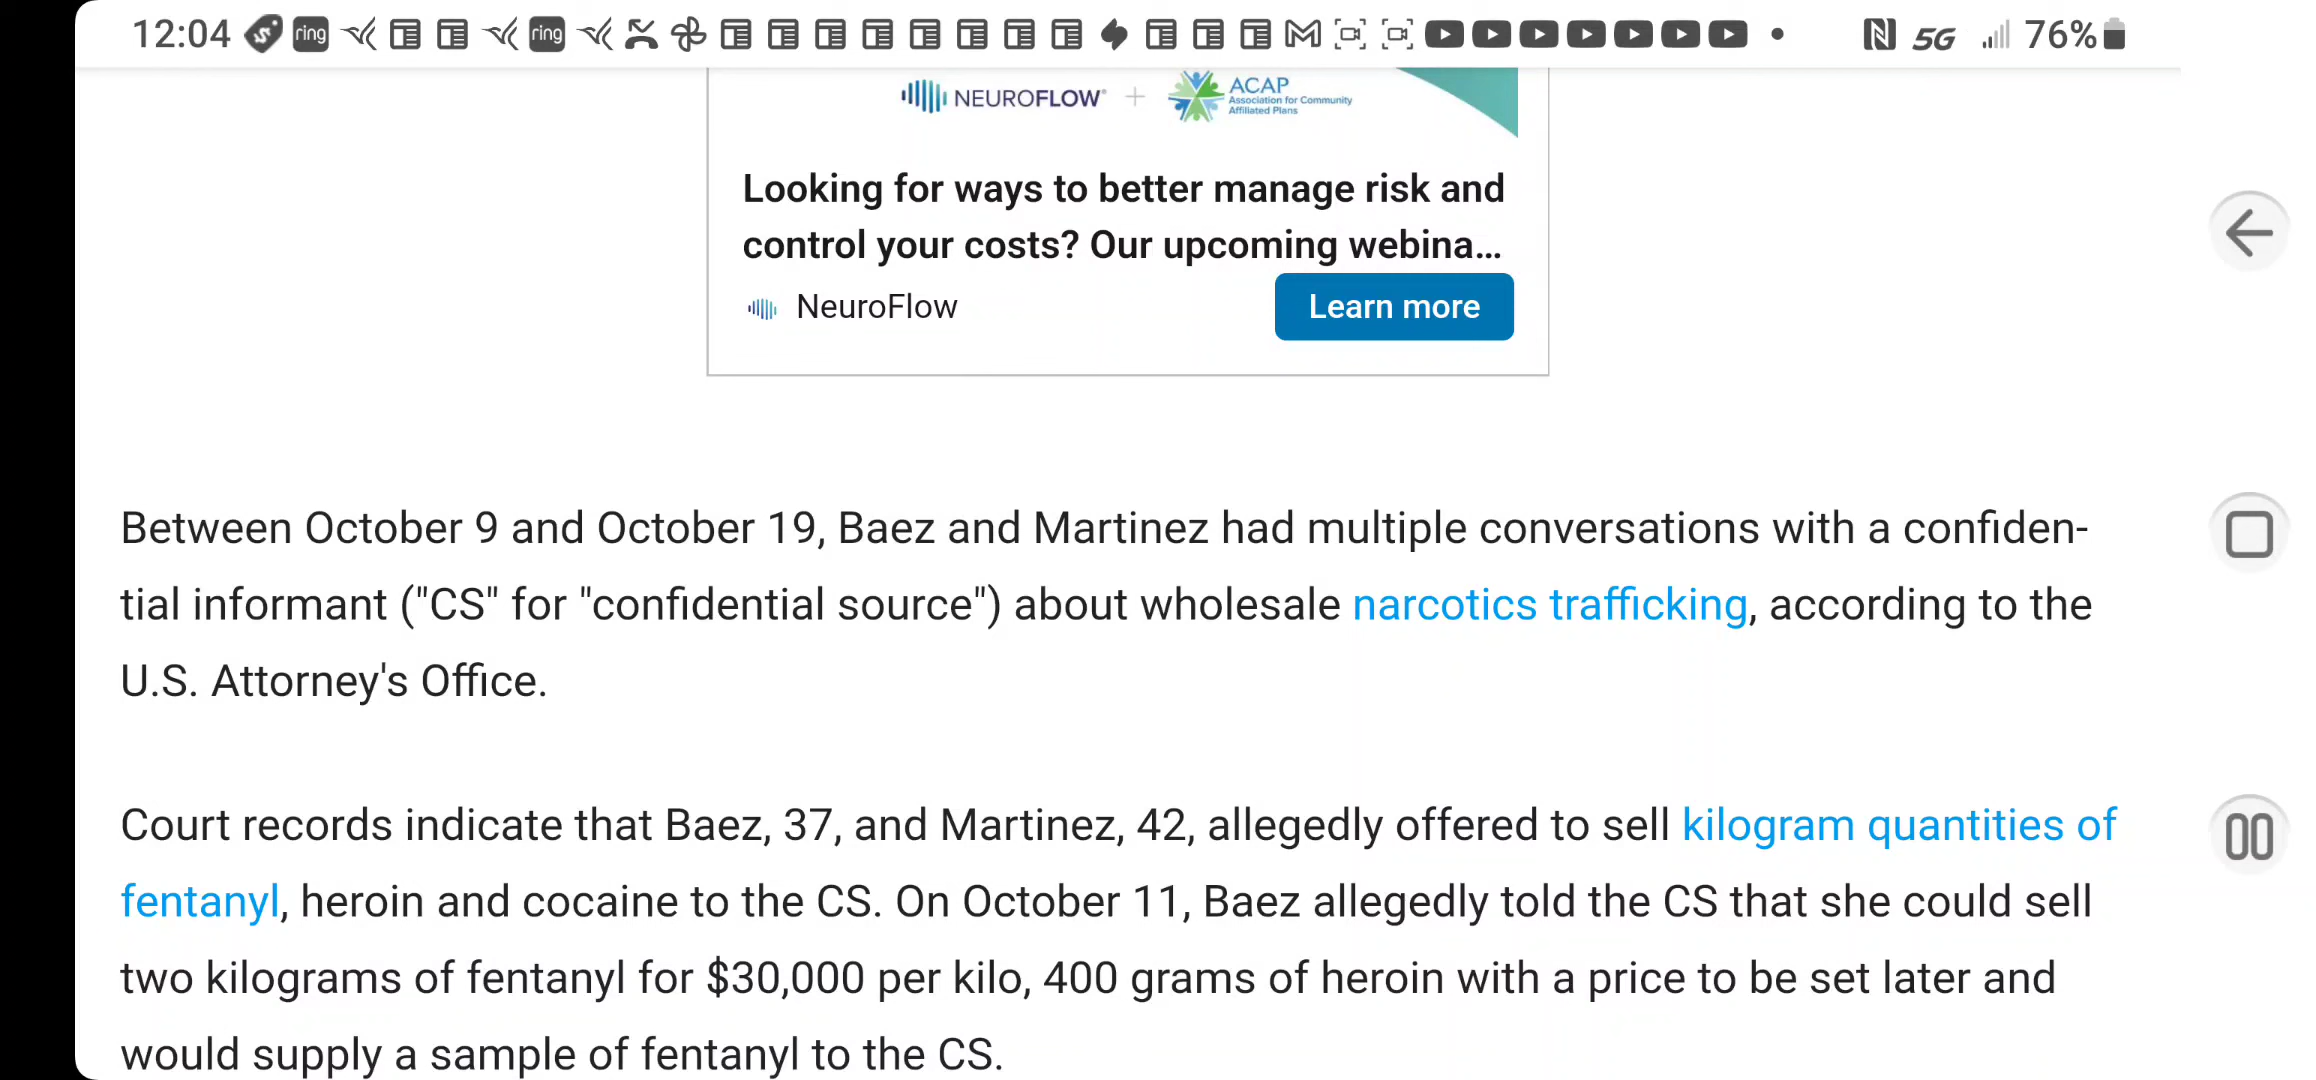 12:04 ring ring 5G 76%
NEUROFLOW + ACAP
Association for Community
Affiliated Plans
Looking for ways to better manage risk and
control your costs? Our upcoming webina...
NeuroFlow Learn more
Between October 9 and October 19, Baez and Martinez had multiple conversations with a confiden-
tial informant ("CS" for "confidential source") about wholesale narcotics trafficking, according to the
U.S. Attorney's Office.
Court records indicate that Baez, 37, and Martinez, 42, allegedly offered to sell kilogram quantities of
fentanyl, heroin and cocaine to the CS. On October 11, Baez allegedly told the CS that she could sell
two kilograms of fentanyl for $30,000 per kilo, 400 grams of heroin with a price to be set later and
would supply a sample of fentanyl to the CS.